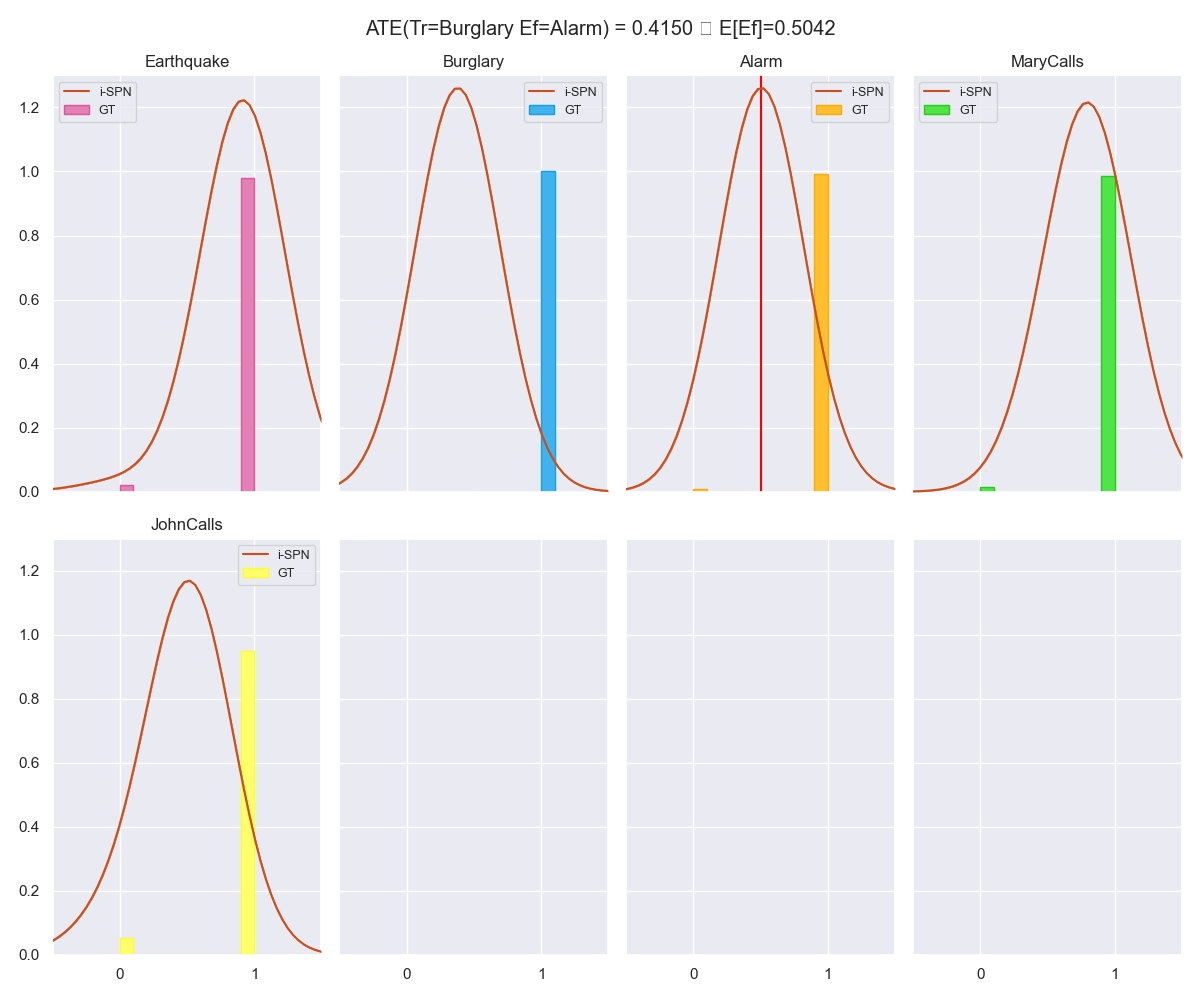 ATE(Tr=Burglary Ef=Alarm) = 0.4150 ▯ E[Ef]=0.5042
Earthquake
i-SPN
GT
1.2
1.0
0.8
0.6
0.4
0.2
0.0
Burglary
i-SPN
GT
Alarm
i-SPN
GT
MaryCalls
i-SPN
GT
JohnCalls
i-SPN
GT
1.2
1.0
0.8
0.6
0.4
0.2
0.0
0 1
0 1
0 1
0 1